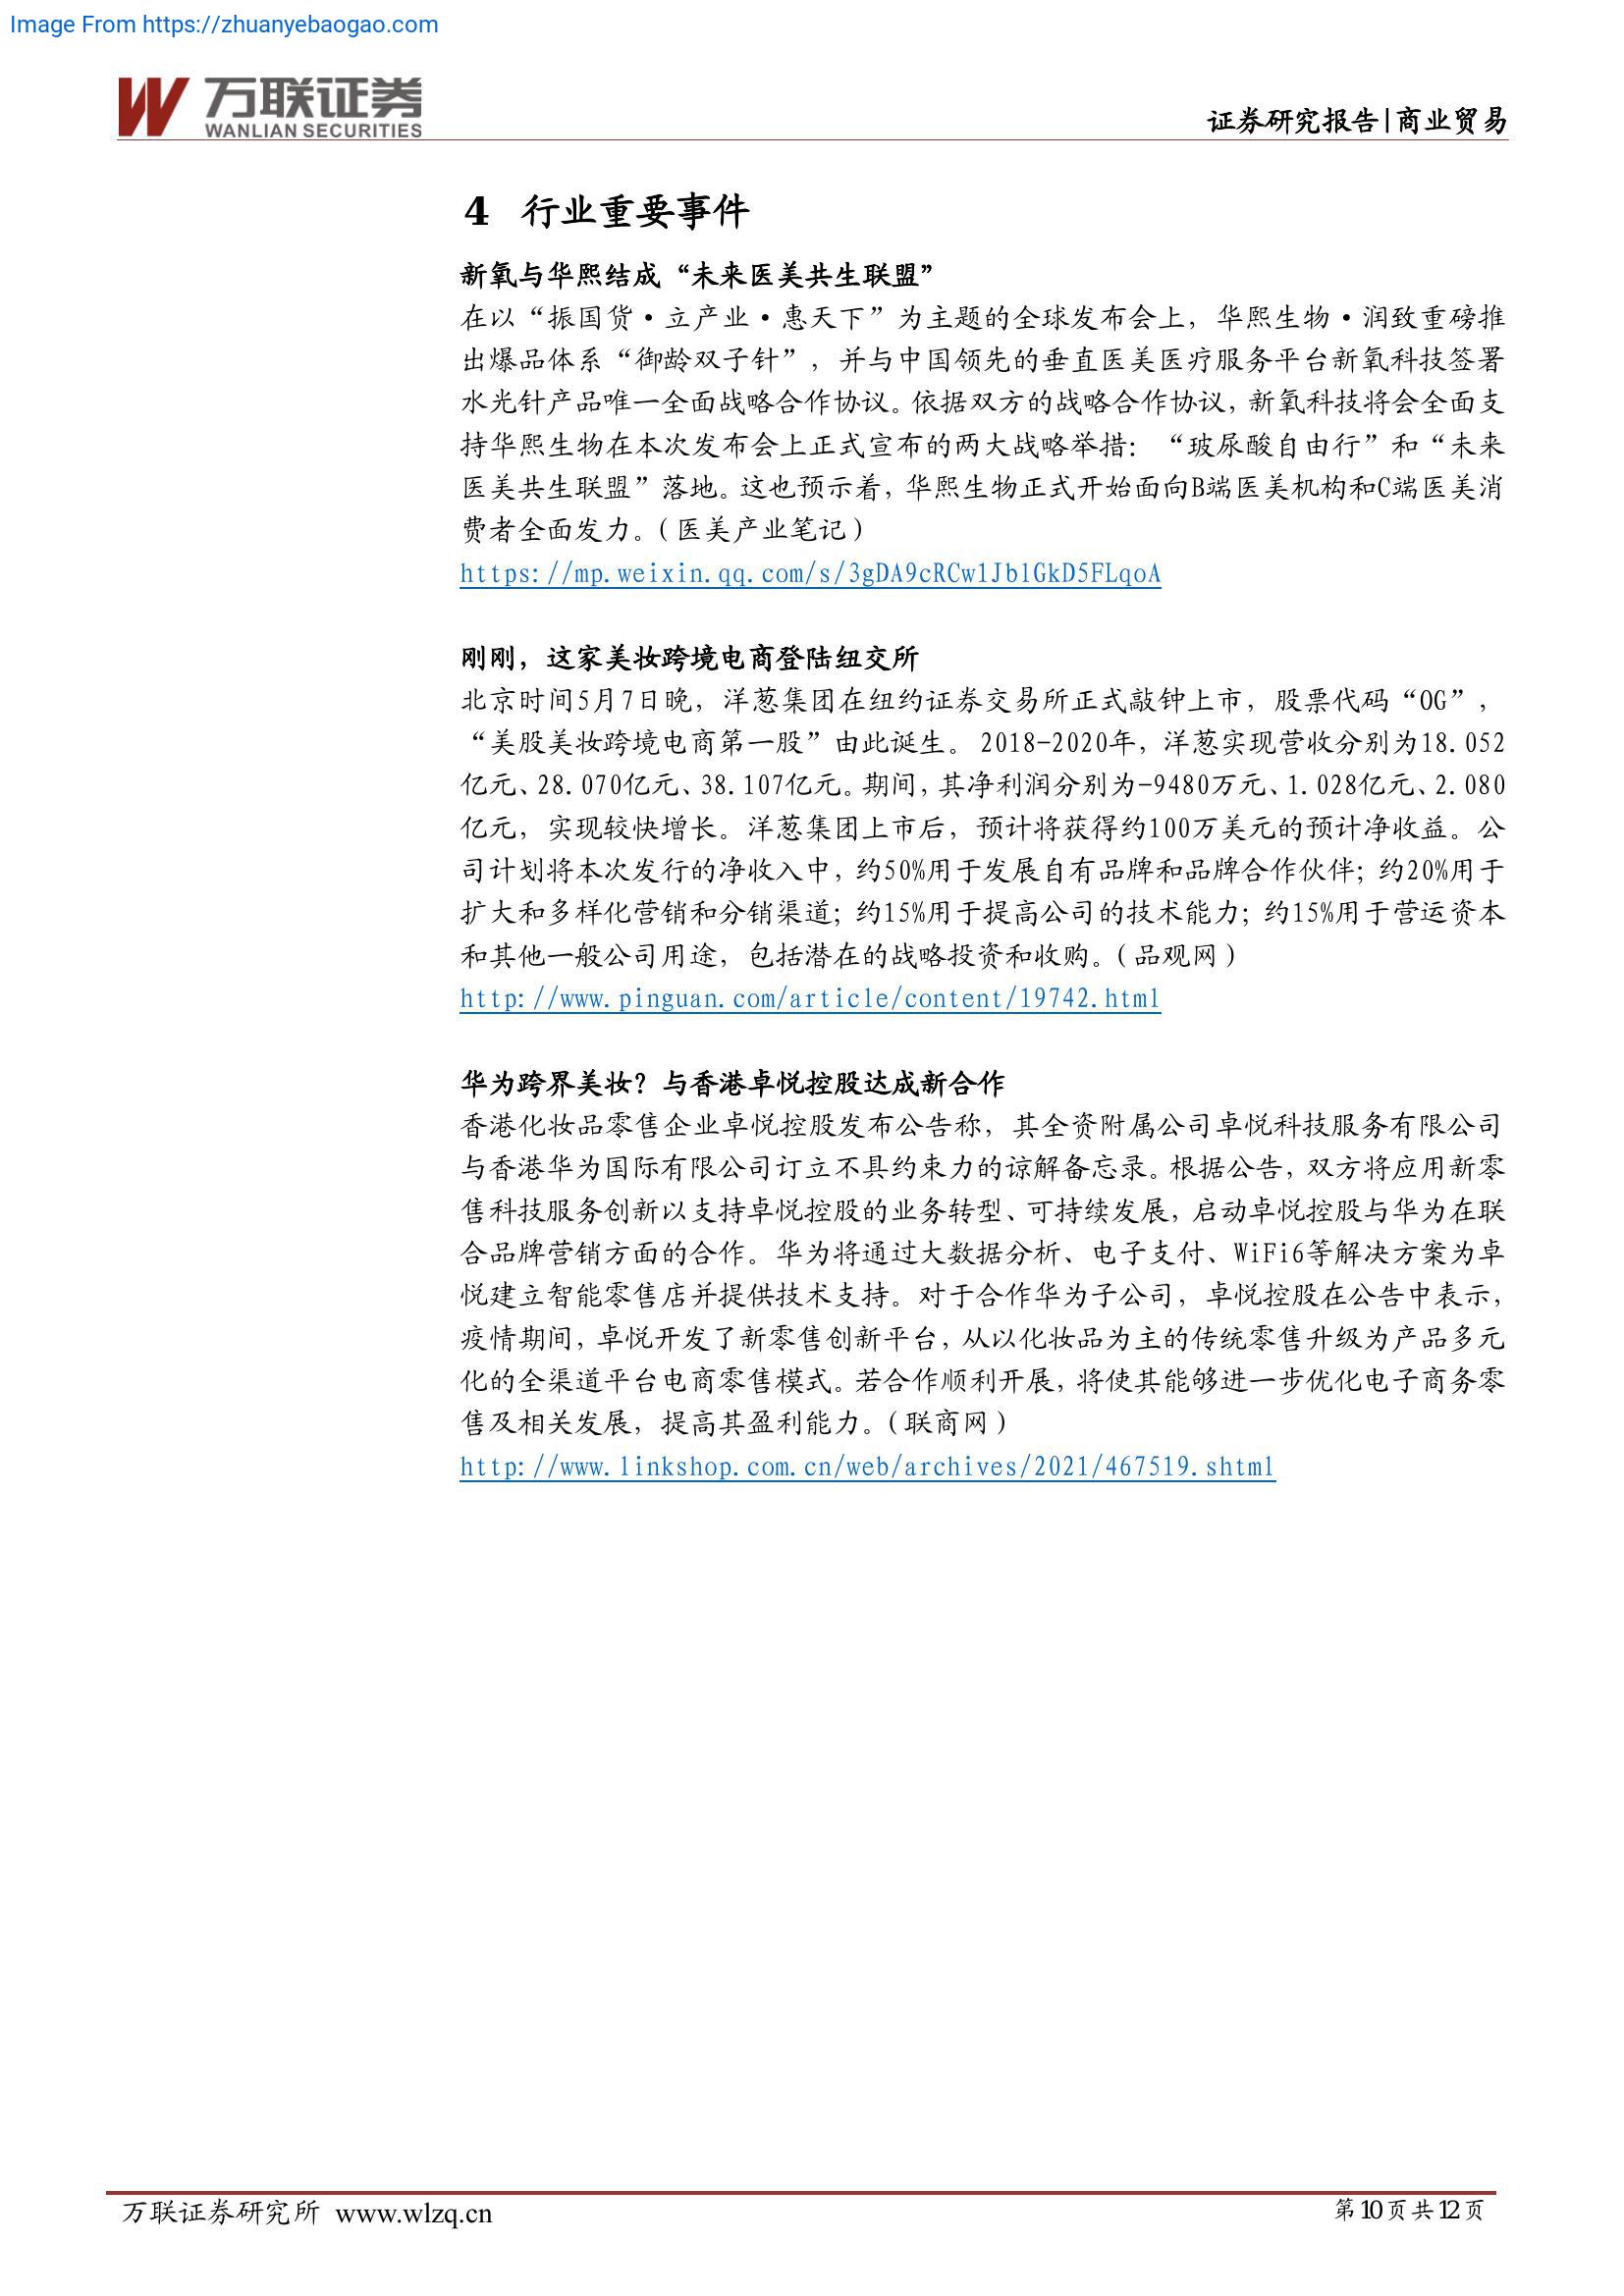 Image From https://zhuanyebaogao.com
万联证券
WANLIAN SECURITIES
证券研究报告|商业贸易
4 行业重要事件
新氧与华熙结成“未来医美共生联盟”
在以“振国货·立产业·惠天下”为主题的全球发布会上，华熙生物·润致重磅推
出爆品体系“御龄双子针”，并与中国领先的垂直医美医疗服务平台新氧科技签署
水光针产品唯一全面战略合作协议。依据双方的战略合作协议，新氧科技将会全面支
持华熙生物在本次发布会上正式宣布的两大战略举措：“玻尿酸自由行”和“未来
医美共生联盟”落地。这也预示着，华熙生物正式开始面向B端医美机构和C端医美消
费者全面发力。（医美产业笔记）
https://mp.weixin.qq.com/s/3gDA9cRCw1Jb1GkD5FLqoA
刚刚，这家美妆跨境电商登陆纽交所
北京时间5月7日晚，洋葱集团在纽约证券交易所正式敲钟上市，股票代码“OG”，
“美股美妆跨境电商第一股”由此诞生。2018-2020年，洋葱实现营收分别为18.052
亿元、28.070亿元、38.107亿元。期间，其净利润分别为-9480万元、1.028亿元、2.080
亿元，实现较快增长。洋葱集团上市后，预计将获得约100万美元的预计净收益。公
司计划将本次发行的净收入中，约50%用于发展自有品牌和品牌合作伙伴；约20%用于
扩大和多样化营销和分销渠道；约15%用于提高公司的技术能力；约15%用于营运资本
和其他一般公司用途，包括潜在的战略投资和收购。（品观网）
http://www.pinguan.com/article/content/19742.html
华为跨界美妆？与香港卓悦控股达成新合作
香港化妆品零售企业卓悦控股发布公告称，其全资附属公司卓悦科技服务有限公司
与香港华为国际有限公司订立不具约束力的谅解备忘录。根据公告，双方将应用新零
售科技服务创新以支持卓悦控股的业务转型、可持续发展，启动卓悦控股与华为在联
合品牌营销方面的合作。华为将通过大数据分析、电子支付、WiFi6等解决方案为卓
悦建立智能零售店并提供技术支持。对于合作华为子公司，卓悦控股在公告中表示，
疫情期间，卓悦开发了新零售创新平台，从以化妆品为主的传统零售升级为产品多元
化的全渠道平台电商零售模式。若合作顺利开展，将使其能够进一步优化电子商务零
售及相关发展，提高其盈利能力。（联商网）
http://www.linkshop.com.cn/web/archives/2021/467519.shtml
万联证券研究所 www.wlzq.cn
第10页共12页